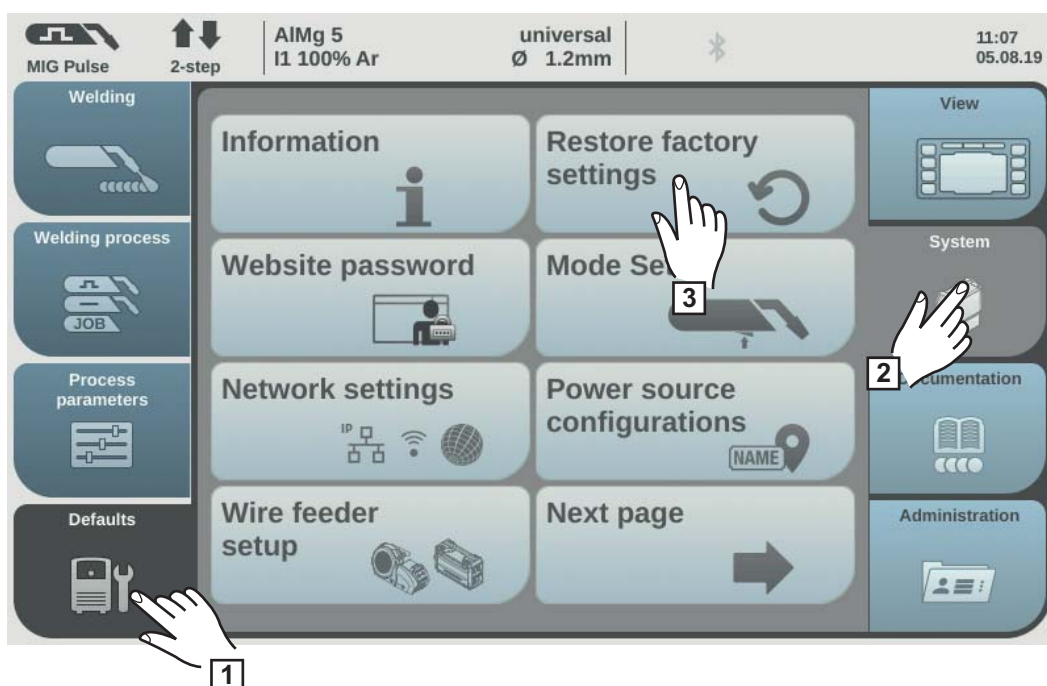 MIG Pulse
2-step
AlMg 5
I1 100% Ar
universal
Ø 1.2mm
11:07
05.08.19
Welding
Welding process
JOB
Process
parameters
Defaults
Information
Restore factory
settings
Website password
Mode
Network settings
IP
Power source
configurations
NAME
Wire feeder
setup
Next page
View
System
Documentation
Administration
1
2
3